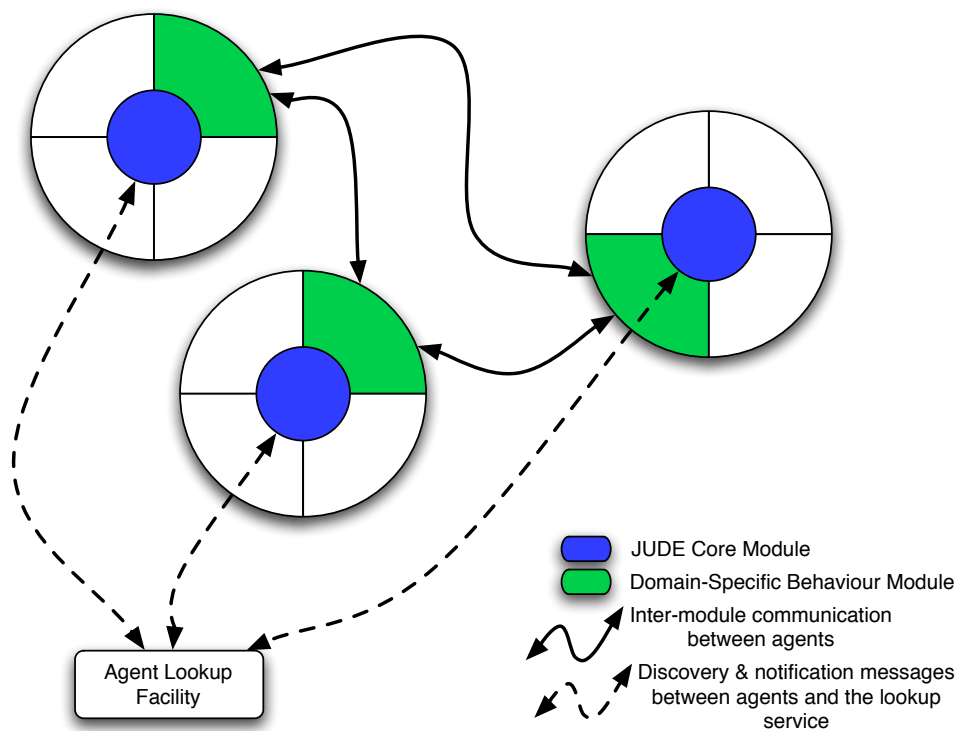 JUDE Core Module
Domain-Specific Behaviour Module
Inter-module communication
between agents
Discovery & notification messages
between agents and the lookup
service
Agent Lookup
Facility